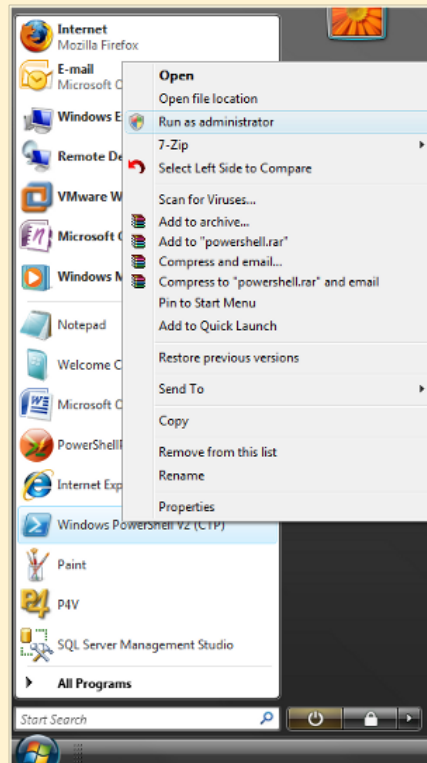 Internet
Mozilla Firefox
E-mail
Microsoft O
Windows E
Remote De
VMware W
Microsoft
Windows M
Notepad
Welcome C
Microsoft O
PowerShell
Internet Exp
Windows PowerShell V2 (CTP)
Paint
P4V
SQL Server Management Studio
All Programs
Start Search
Open
Open file location
Run as administrator
7-Zip
Select Left Side to Compare
Scan for Viruses...
Add to archive...
Add to "powershell.rar"
Compress and email...
Compress to "powershell.rar" and email
Pin to Start Menu
Add to Quick Launch
Restore previous versions
Send To
Copy
Remove from this list
Rename
Properties